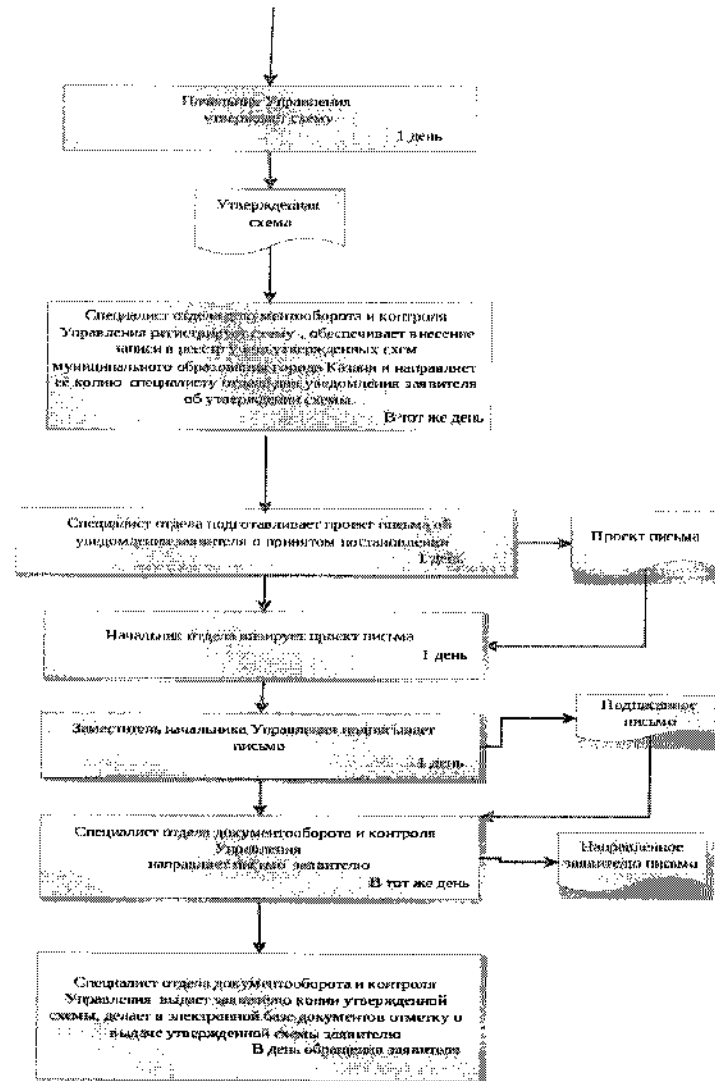 Начальник Управления
утверждает схему
1 день
Утвержденная
схема
Специалист отдела документооборота и контроля
Управления регистрирует схему , обеспечивает внесение
записи в реестр учета утвержденных схем
муниципального образования города Казани и направляет
ее копию специалисту отдела для уведомления заявителя
об утверждении схемы.
В тот же день
Специалист отдела подготавливает проект письма об
уведомлении заявителя о принятом постановлении
1 день
Проект письма
Начальник отдела визирует проект письма
1 день
Заместитель начальника Управления подписывает
письмо
1 день
Подписанное
письмо
Специалист отдела документооборота и контроля
Управления
направляет письмо заявителю
В тот же день
Направленное
заявителю письмо
Специалист отдела документооборота и контроля
Управления выдает заявителю копии утвержденной
схемы, делает в электронной базе документов отметку о
выдаче утвержденной схемы заявителю
В день обращения заявителя